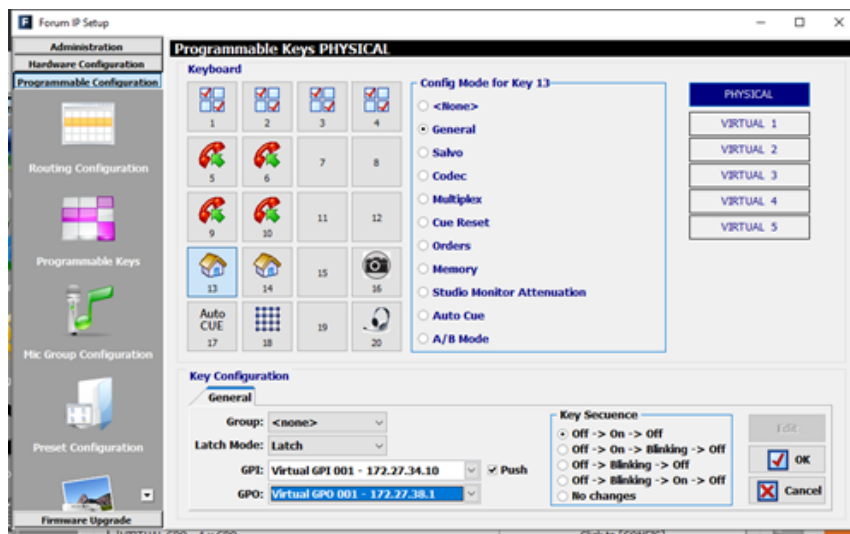 Forum IP Setup
Administration
Hardware Configuration
Programmable Configuration
Routing Configuration
Programmable Keys
Mic Group Configuration
Preset Configuration
Firmware Upgrade
Programmable Keys PHYSICAL
Keyboard
1 2 3 4
5 6 7 8
9 10 11 12
13 14 15 16
Auto
CUE
17 18 19 20
Config Mode for Key 13
<None>
General
Salvo
Codec
Multiplex
Cue Reset
Orders
Memory
Studio Monitor Attenuation
Auto Cue
A/B Mode
PHYSICAL
VIRTUAL 1
VIRTUAL 2
VIRTUAL 3
VIRTUAL 4
VIRTUAL 5
Key Configuration
General
Group: <none>
Latch Mode: Latch
GPI: Virtual GPI 001 - 172.27.34.10 Push
GPO: Virtual GPO 001 - 172.27.38.1
Key Secuence
Off -> On -> Off
Off -> On -> Blinking -> Off
Off -> Blinking -> Off
Off -> Blinking -> On -> Off
No changes
Edit
OK
Cancel